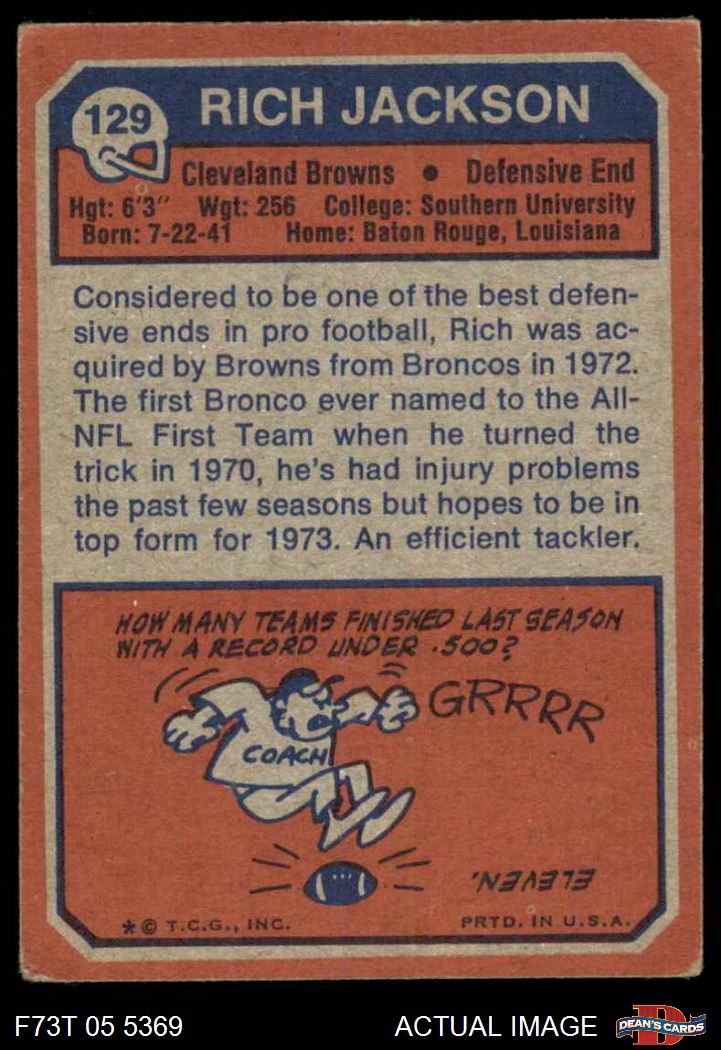 129
RICH JACKSON
Cleveland Browns • Defensive End
Hgt: 6'3" Wgt: 256 College: Southern University
Born: 7-22-41 Home: Baton Rouge, Louisiana
Considered to be one of the best defen-
sive ends in pro football, Rich was ac-
quired by Browns from Broncos in 1972.
The first Bronco ever named to the All-
NFL First Team when he turned the
trick in 1970, he's had injury problems
the past few seasons but hopes to be in
top form for 1973. An efficient tackler.
HOW MANY TEAMS FINISHED LAST SEASON
WITH A RECORD UNDER .500?
GRRRR
COACH
ELEVEN.
* © T.C.G., INC. PRTD. IN U.S.A.
F73T 05 5369 ACTUAL IMAGE
D
DEAN'S CARDS